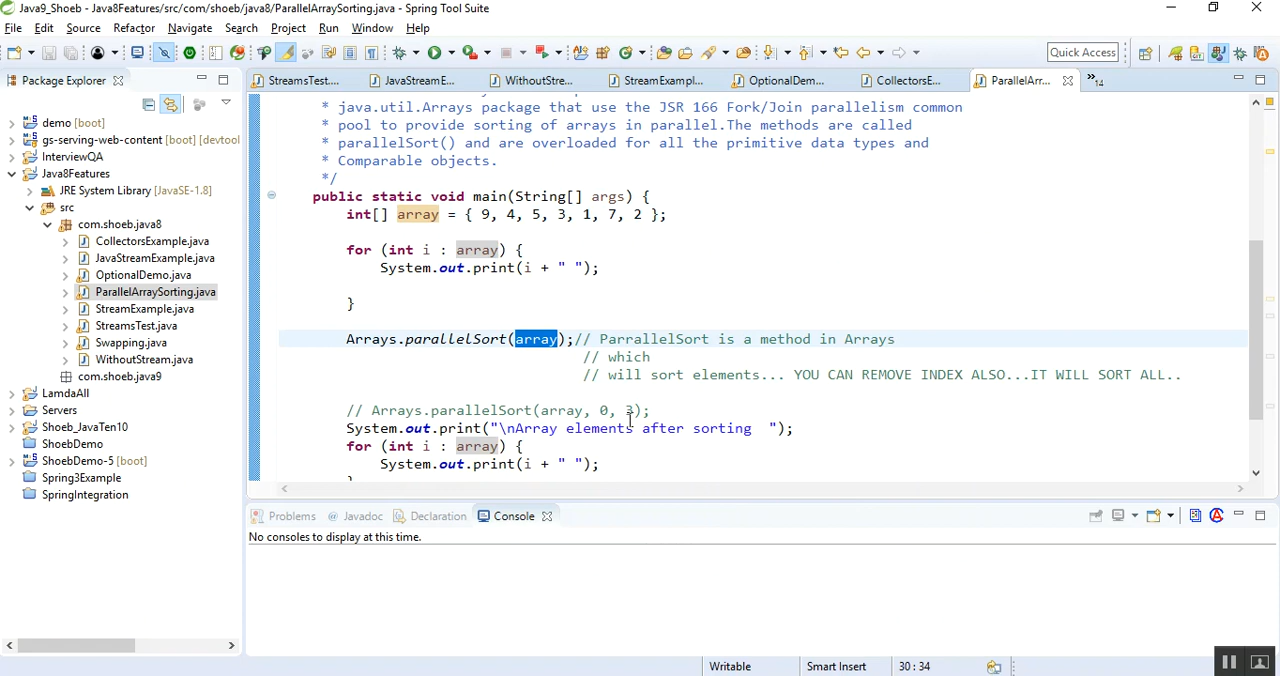 Java9_Shoeb - Java8Features/src/com/shoeb/java8/ParallelArraySorting.java - Spring Tool Suite
File Edit Source Refactor Navigate Search Project Run Window Help
Quick Access
Package Explorer
StreamsTest....
JavaStreamE...
WithoutStre...
StreamExampl...
OptionalDem...
CollectorsE...
ParallelArr...
14
demo [boot]
gs-serving-web-content [boot] [devtool
InterviewQA
Java8Features
JRE System Library [JavaSE-1.8]
src
com.shoeb.java8
CollectorsExample.java
JavaStreamExample.java
OptionalDemo.java
ParallelArraySorting.java
StreamExample.java
StreamsTest.java
Swapping.java
WithoutStream.java
com.shoeb.java9
LamdaAll
Servers
Shoeb_JavaTen10
ShoebDemo
ShoebDemo-5 [boot]
Spring3Example
SpringIntegration
* java.util.Arrays package that use the JSR 166 Fork/Join parallelism common
* pool to provide sorting of arrays in parallel.The methods are called
* parallelSort() and are overloaded for all the primitive data types and
* Comparable objects.
*/
public static void main(String[] args) {
int[] array = { 9, 4, 5, 3, 1, 7, 2 };
for (int i : array) {
System.out.print(i + " ");
}
Arrays.parallelSort(array);// ParrallelSort is a method in Arrays
// which
// will sort elements... YOU CAN REMOVE INDEX ALSO...IT WILL SORT ALL..
// Arrays.parallelSort(array, 0, 3);
System.out.print("\nArray elements after sorting  ");
for (int i : array) {
System.out.print(i + " ");
Problems
Javadoc
Declaration
Console
No consoles to display at this time.
Writable
Smart Insert
30 : 34